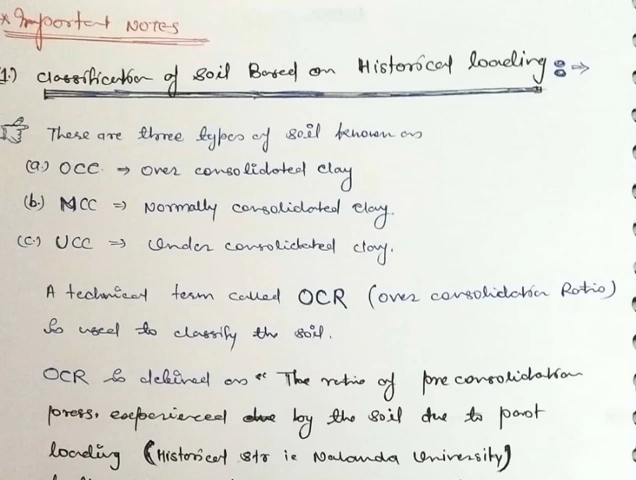 * Important NOTES
1.) Classification of Soil Based on Historical loading :⇒
These are three types of soil known as
(a.) OCC → over consolidated clay
(b.) NCC ⇒ Normally consolidated clay.
(c.) UCC ⇒ Under consolidated clay.
A technical term called OCR (over consolidation Ratio)
is used to classify the soil.
OCR is defined as " The ratio of preconsolidation
press. experienced by the soil due to past
loading (Historical str ie Nalanda University)